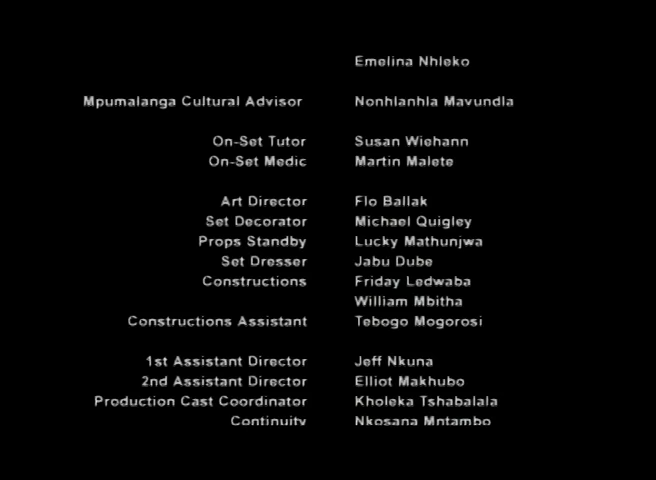 Emelina Nhleko
Mpumalanga Cultural Advisor Nonhlanhla Mavundla
On-Set Tutor Susan Wiehann
On-Set Medic Martin Malete
Art Director Flo Ballak
Set Decorator Michael Quigley
Props Standby Lucky Mathunjwa
Set Dresser Jabu Dube
Constructions Friday Ledwaba
William Mbitha
Constructions Assistant Tebogo Mogorosi
1st Assistant Director Jeff Nkuna
2nd Assistant Director Elliot Makhubo
Production Cast Coordinator Kholeka Tshabalala
Continuity Nkosana Mntambo